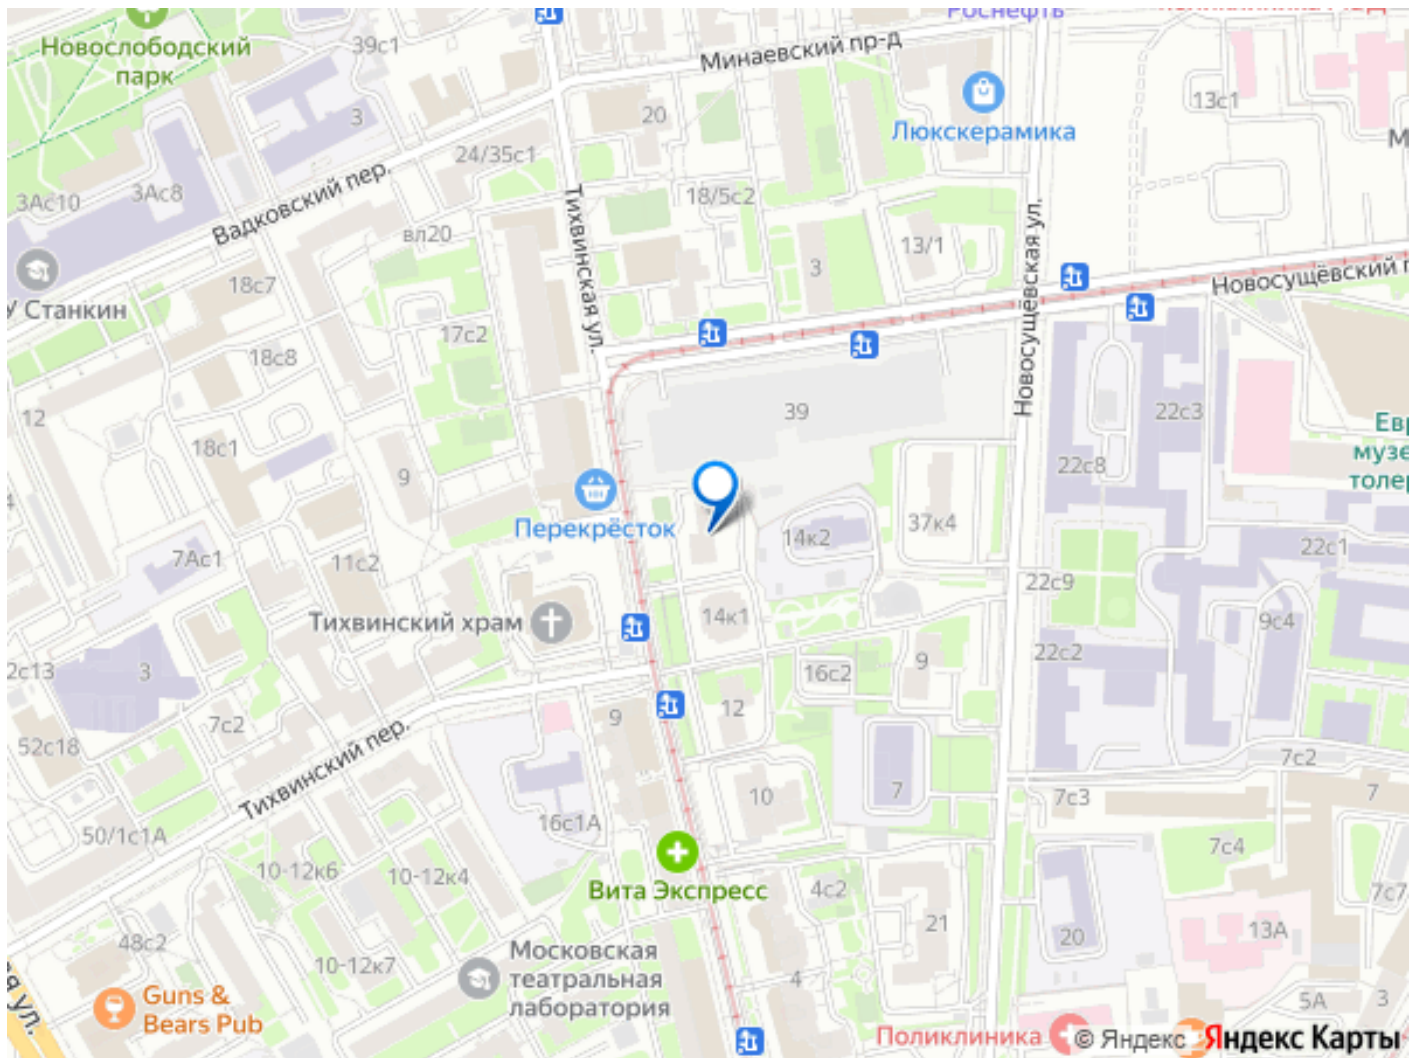 Роснефть
Новослободский
парк
39с1
Минаевский пр-д
3
20
13с1
Люкскерамика
24/35с1
3Ас10
3Ас8
Вадковский пер.
18/5с2
Тихвинская ул.
вл20
13/1
3
Новосущёвская ул.
Новосущёвский
У Станкин
18с7
17с2
18с8
12
39
22с3
18с1
9
22с8
Перекрёсток
14к2
37к4
22с1
7Ас1
11с2
22с9
Тихвинский храм
14к1
9с4
22с2
2с13
3
16с2
9
7с2
9
12
52с18
Тихвинский пер.
7с2
7
10
7с3
7
50/1с1А
16с1А
7с4
10-12к6
10-12к4
Вита Экспресс
4с2
7с7
21
48с2
20
13А
10-12к7
Московская
театральная
лаборатория
4
Guns &
Bears Pub
5А
3
ул.
Поликлиника
© Яндекс
Яндекс Карты